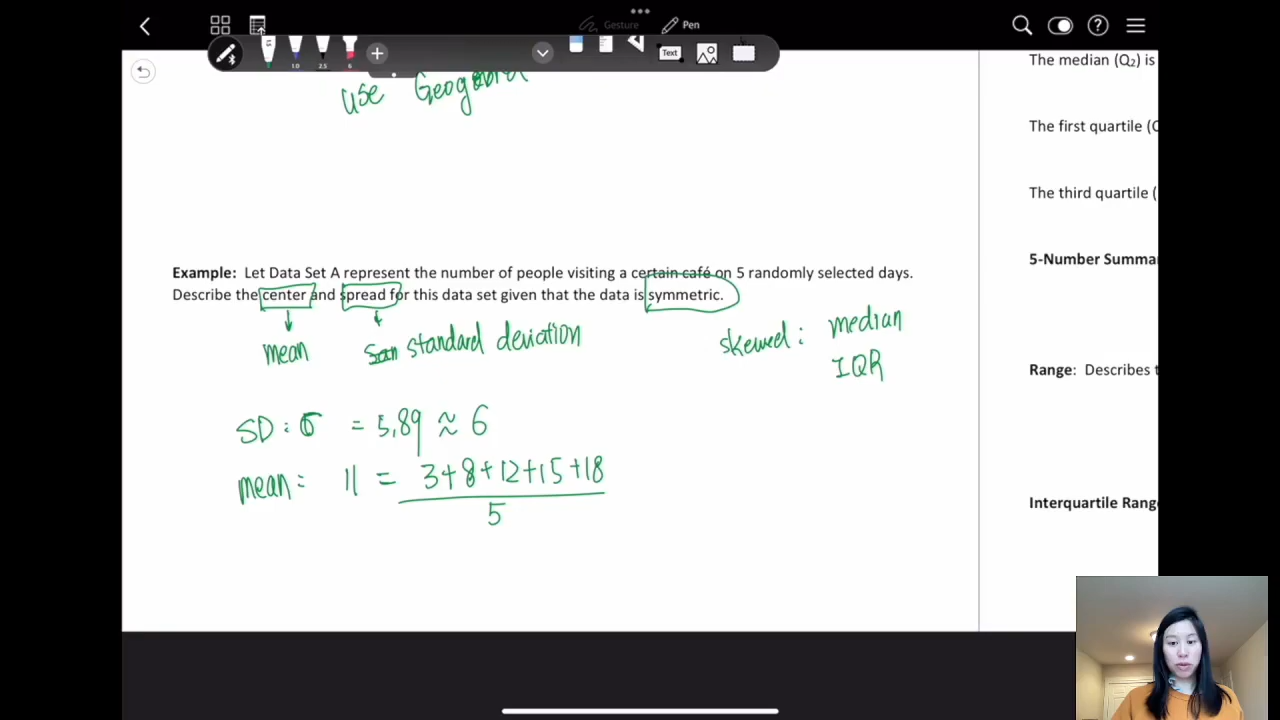 Gesture
Pen
Text
use Geogebra
The median (Q₂) is
The first quartile (
The third quartile (
Example: Let Data Set A represent the number of people visiting a certain café on 5 randomly selected days.
Describe the center and spread for this data set given that the data is symmetric.
mean
standard deviation
skewed: median
IQR
SD: σ = 5.89 ≈ 6
mean: 11 = 3+8+12+15+18
5
5-Number Summa
Range: Describes t
Interquartile Rang